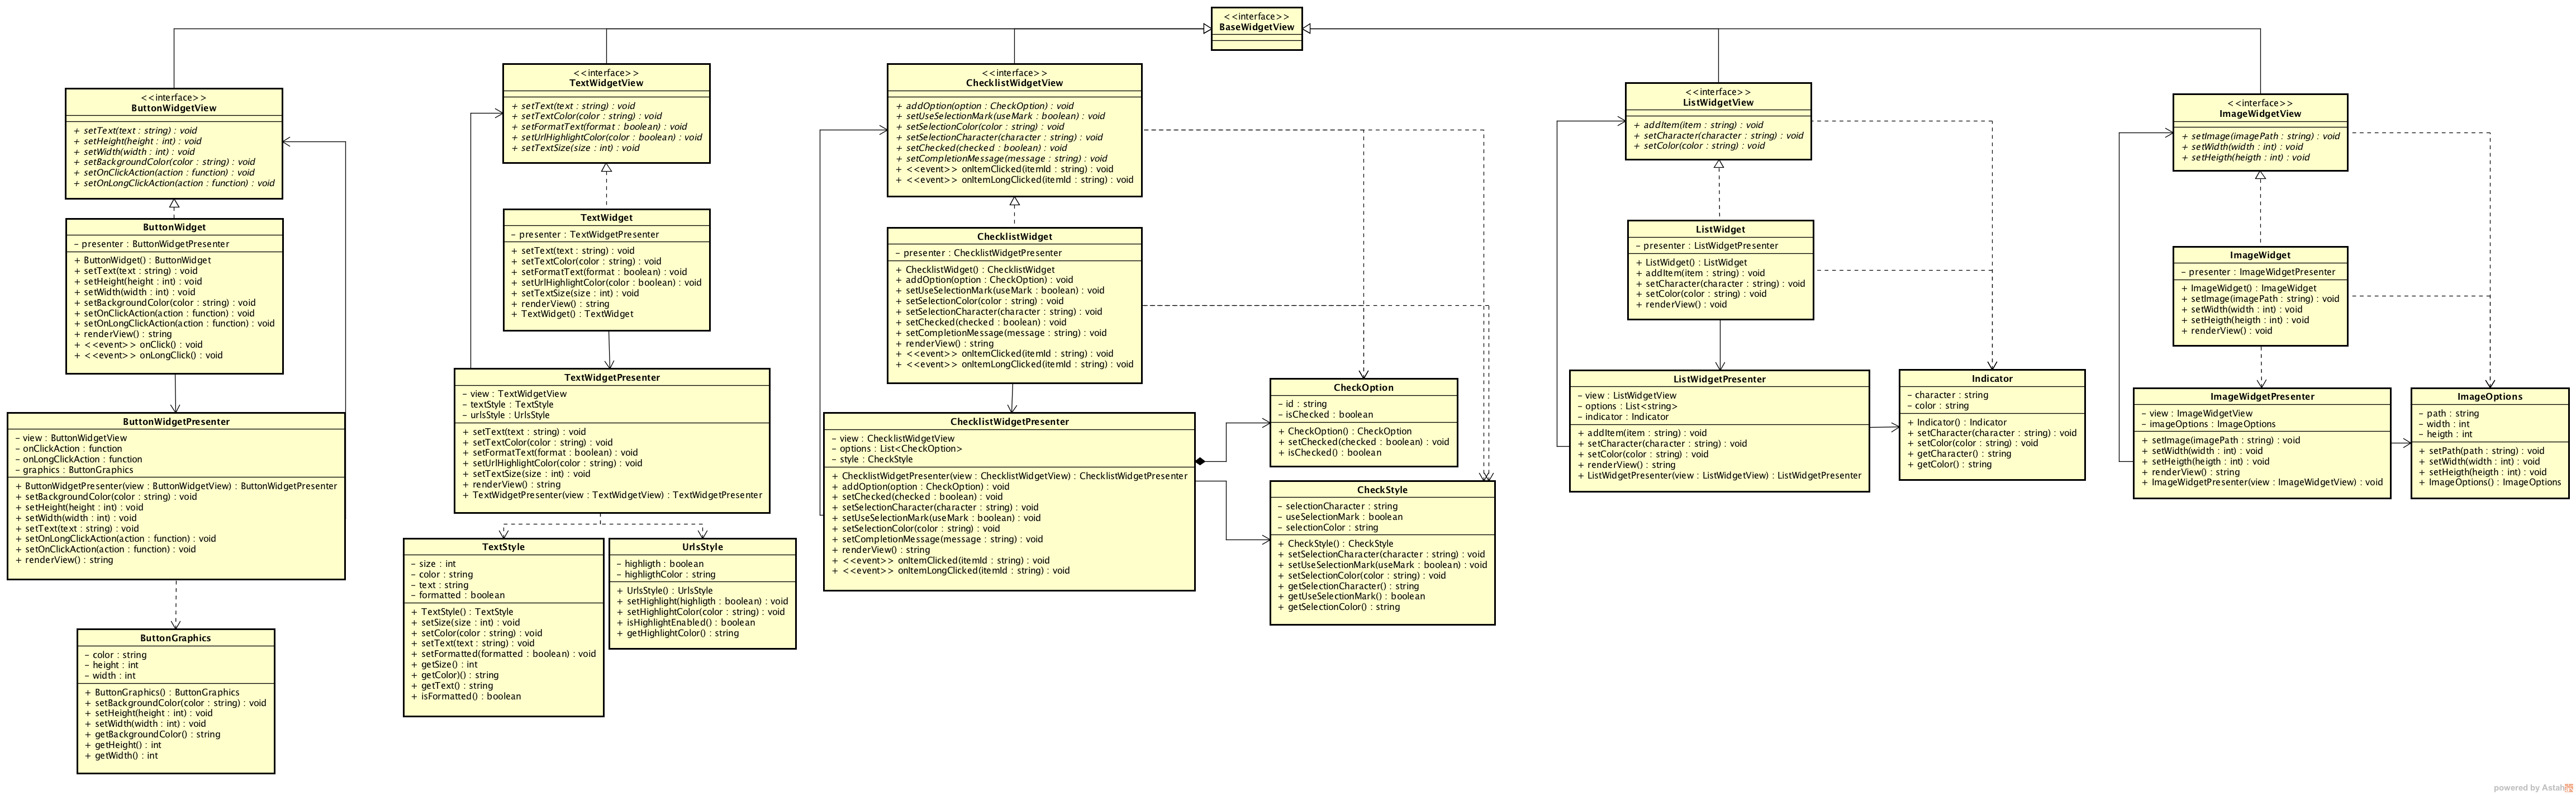 <<interface>>
BaseWidgetView
<<interface>>
ButtonWidgetView
+ setText(text : string) : void
+ setHeight(height : int) : void
+ setWidth(width : int) : void
+ setBackgroundColor(color : string) : void
+ setOnClickAction(action : function) : void
+ setOnLongClickAction(action : function) : void
ButtonWidget
– presenter : ButtonWidgetPresenter
+ ButtonWidget() : ButtonWidget
+ setText(text : string) : void
+ setHeight(height : int) : void
+ setWidth(width : int) : void
+ setBackgroundColor(color : string) : void
+ setOnClickAction(action : function) : void
+ setOnLongClickAction(action : function) : void
+ renderView() : string
+ <<event>> onClick() : void
+ <<event>> onLongClick() : void
ButtonWidgetPresenter
– view : ButtonWidgetView
– onClickAction : function
– onLongClickAction : function
– graphics : ButtonGraphics
+ ButtonWidgetPresenter(view : ButtonWidgetView) : ButtonWidgetPresenter
+ setBackgroundColor(color : string) : void
+ setHeight(height : int) : void
+ setWidth(width : int) : void
+ setText(text : string) : void
+ setOnLongClickAction(action : function) : void
+ setOnClickAction(action : function) : void
+ renderView() : string
ButtonGraphics
– color : string
– height : int
– width : int
+ ButtonGraphics() : ButtonGraphics
+ setBackgroundColor(color : string) : void
+ setHeight(height : int) : void
+ setWidth(width : int) : void
+ getBackgroundColor() : string
+ getHeight() : int
+ getWidth() : int
<<interface>>
TextWidgetView
+ setText(text : string) : void
+ setTextColor(color : string) : void
+ setFormatText(format : boolean) : void
+ setUrlHighlightColor(color : boolean) : void
+ setTextSize(size : int) : void
TextWidget
– presenter : TextWidgetPresenter
+ setText(text : string) : void
+ setTextColor(color : string) : void
+ setFormatText(format : boolean) : void
+ setUrlHighlightColor(color : boolean) : void
+ setTextSize(size : int) : void
+ renderView() : string
+ TextWidget() : TextWidget
TextWidgetPresenter
– view : TextWidgetView
– textStyle : TextStyle
– urlsStyle : UrlsStyle
+ setText(text : string) : void
+ setTextColor(color : string) : void
+ setFormatText(format : boolean) : void
+ setUrlHighlightColor(color : string) : void
+ setTextSize(size : int) : void
+ renderView() : string
+ TextWidgetPresenter(view : TextWidgetView) : TextWidgetPresenter
TextStyle
– size : int
– color : string
– text : string
– formatted : boolean
+ TextStyle() : TextStyle
+ setSize(size : int) : void
+ setColor(color : string) : void
+ setText(text : string) : void
+ setFormatted(formatted : boolean) : void
+ getSize() : int
+ getColor)() : string
+ getText() : string
+ isFormatted() : boolean
UrlsStyle
– highligth : boolean
– highligthColor : string
+ UrlsStyle() : UrlsStyle
+ setHighlight(highligth : boolean) : void
+ setHighlightColor(color : string) : void
+ isHighlightEnabled() : boolean
+ getHighlightColor() : string
<<interface>>
ChecklistWidgetView
+ addOption(option : CheckOption) : void
+ setUseSelectionMark(useMark : boolean) : void
+ setSelectionColor(color : string) : void
+ setSelectionCharacter(character : string) : void
+ setChecked(checked : boolean) : void
+ setCompletionMessage(message : string) : void
+ <<event>> onItemClicked(itemId : string) : void
+ <<event>> onItemLongClicked(itemId : string) : void
ChecklistWidget
– presenter : ChecklistWidgetPresenter
+ ChecklistWidget() : ChecklistWidget
+ addOption(option : CheckOption) : void
+ setUseSelectionMark(useMark : boolean) : void
+ setSelectionColor(color : string) : void
+ setSelectionCharacter(character : string) : void
+ setChecked(checked : boolean) : void
+ setCompletionMessage(message : string) : void
+ renderView() : string
+ <<event>> onItemClicked(itemId : string) : void
+ <<event>> onItemLongClicked(itemId : string) : void
ChecklistWidgetPresenter
– view : ChecklistWidgetView
– options : List<CheckOption>
– style : CheckStyle
+ ChecklistWidgetPresenter(view : ChecklistWidgetView) : ChecklistWidgetPresenter
+ addOption(option : CheckOption) : void
+ setChecked(checked : boolean) : void
+ setSelectionCharacter(character : string) : void
+ setUseSelectionMark(useMark : boolean) : void
+ setSelectionColor(color : string) : void
+ setCompletionMessage(message : string) : void
+ renderView() : string
+ <<event>> onItemClicked(itemId : string) : void
+ <<event>> onItemLongClicked(itemId : string) : void
CheckOption
– id : string
– isChecked : boolean
+ CheckOption() : CheckOption
+ setChecked(checked : boolean) : void
+ isChecked() : boolean
CheckStyle
– selectionCharacter : string
– useSelectionMark : boolean
– selectionColor : string
+ CheckStyle() : CheckStyle
+ setSelectionCharacter(character : string) : void
+ setUseSelectionMark(useMark : boolean) : void
+ setSelectionColor(color : string) : void
+ getSelectionCharacter() : string
+ getUseSelectionMark() : boolean
+ getSelectionColor() : string
<<interface>>
ListWidgetView
+ addItem(item : string) : void
+ setCharacter(character : string) : void
+ setColor(color : string) : void
ListWidget
– presenter : ListWidgetPresenter
+ ListWidget() : ListWidget
+ addItem(item : string) : void
+ setCharacter(character : string) : void
+ setColor(color : string) : void
+ renderView() : void
ListWidgetPresenter
– view : ListWidgetView
– options : List<string>
– indicator : Indicator
+ addItem(item : string) : void
+ setCharacter(character : string) : void
+ setColor(color : string) : void
+ renderView() : string
+ ListWidgetPresenter(view : ListWidgetView) : ListWidgetPresenter
Indicator
– character : string
– color : string
+ Indicator() : Indicator
+ setCharacter(character : string) : void
+ setColor(color : string) : void
+ getCharacter() : string
+ getColor() : string
<<interface>>
ImageWidgetView
+ setImage(imagePath : string) : void
+ setWidth(width : int) : void
+ setHeigth(heigth : int) : void
ImageWidget
– presenter : ImageWidgetPresenter
+ ImageWidget() : ImageWidget
+ setImage(imagePath : string) : void
+ setWidth(width : int) : void
+ setHeigth(heigth : int) : void
+ renderView() : void
ImageWidgetPresenter
– view : ImageWidgetView
– imageOptions : ImageOptions
+ setImage(imagePath : string) : void
+ setWidth(width : int) : void
+ setHeigth(heigth : int) : void
+ renderView() : string
+ ImageWidgetPresenter(view : ImageWidgetView) : void
ImageOptions
– path : string
– width : int
– heigth : int
+ setPath(path : string) : void
+ setWidth(width : int) : void
+ setHeigth(heigth : int) : void
+ ImageOptions() : ImageOptions
powered by Astah